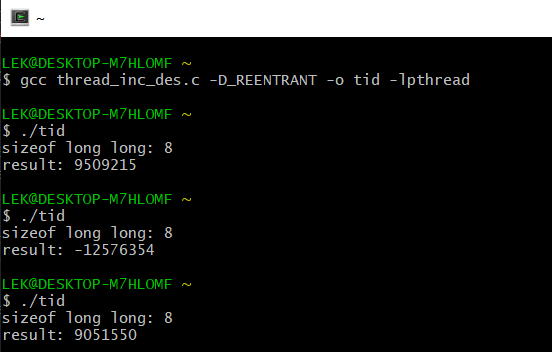 ~
LEK@DESKTOP-M7HLOMF ~
$ gcc thread_inc_des.c -D_REENTRANT -o tid -lpthread
LEK@DESKTOP-M7HLOMF ~
$ ./tid
sizeof long long: 8
result: 9509215
LEK@DESKTOP-M7HLOMF ~
$ ./tid
sizeof long long: 8
result: -12576354
LEK@DESKTOP-M7HLOMF ~
$ ./tid
sizeof long long: 8
result: 9051550